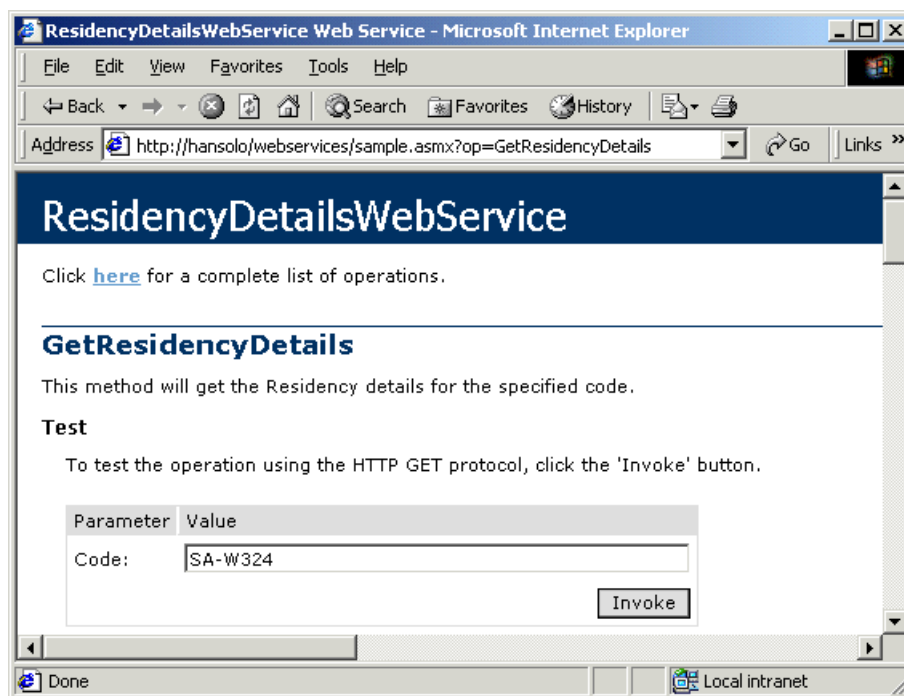 ResidencyDetailsWebService Web Service - Microsoft Internet Explorer
File Edit View Favorites Tools Help
Back Search Favorites History
Address http://hansolo/webservices/sample.asmx?op=GetResidencyDetails Go Links »
ResidencyDetailsWebService
Click here for a complete list of operations.
GetResidencyDetails
This method will get the Residency details for the specified code.
Test
To test the operation using the HTTP GET protocol, click the 'Invoke' button.
Parameter Value
Code: SA-W324
Invoke
Done Local intranet